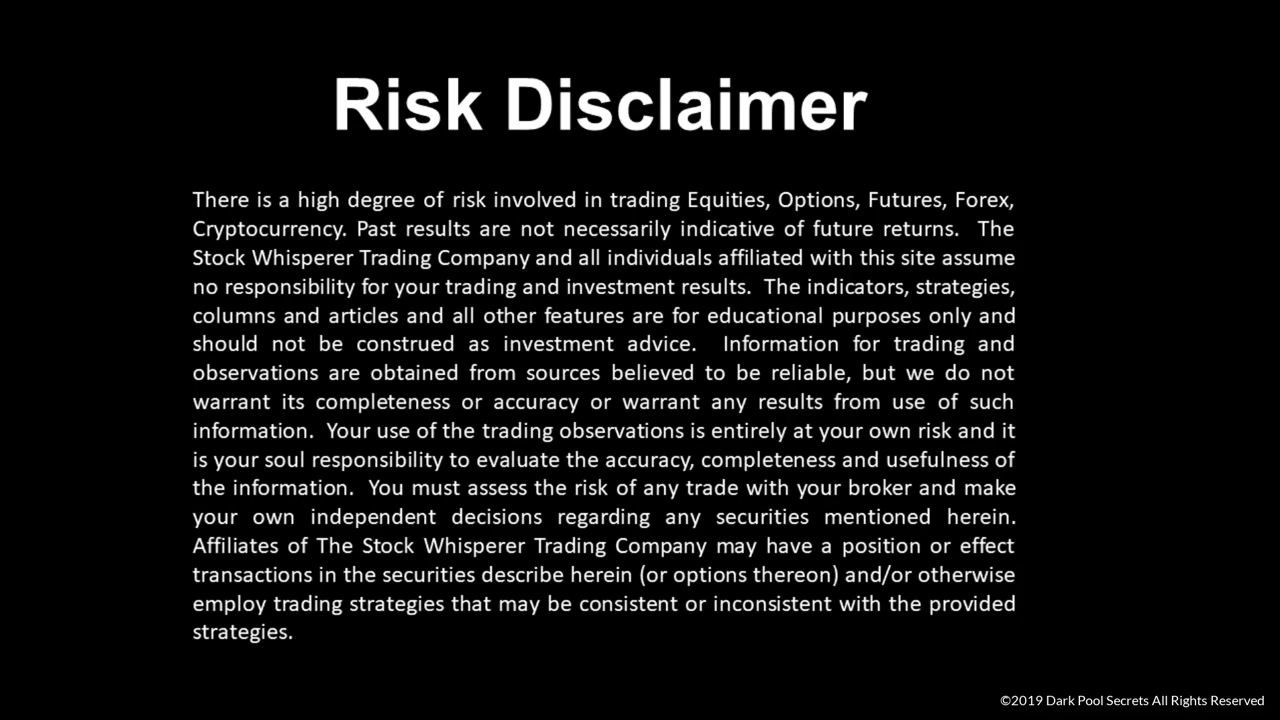 Risk Disclaimer
There is a high degree of risk involved in trading Equities, Options, Futures, Forex,
Cryptocurrency. Past results are not necessarily indicative of future returns.  The
Stock Whisperer Trading Company and all individuals affiliated with this site assume
no responsibility for your trading and investment results.  The indicators, strategies,
columns and articles and all other features are for educational purposes only and
should not be construed as investment advice.  Information for trading and
observations are obtained from sources believed to be reliable, but we do not
warrant its completeness or accuracy or warrant any results from use of such
information.  Your use of the trading observations is entirely at your own risk and it
is your soul responsibility to evaluate the accuracy, completeness and usefulness of
the information.  You must assess the risk of any trade with your broker and make
your own independent decisions regarding any securities mentioned herein.
Affiliates of The Stock Whisperer Trading Company may have a position or effect
transactions in the securities describe herein (or options thereon) and/or otherwise
employ trading strategies that may be consistent or inconsistent with the provided
strategies.
©2019 Dark Pool Secrets All Rights Reserved